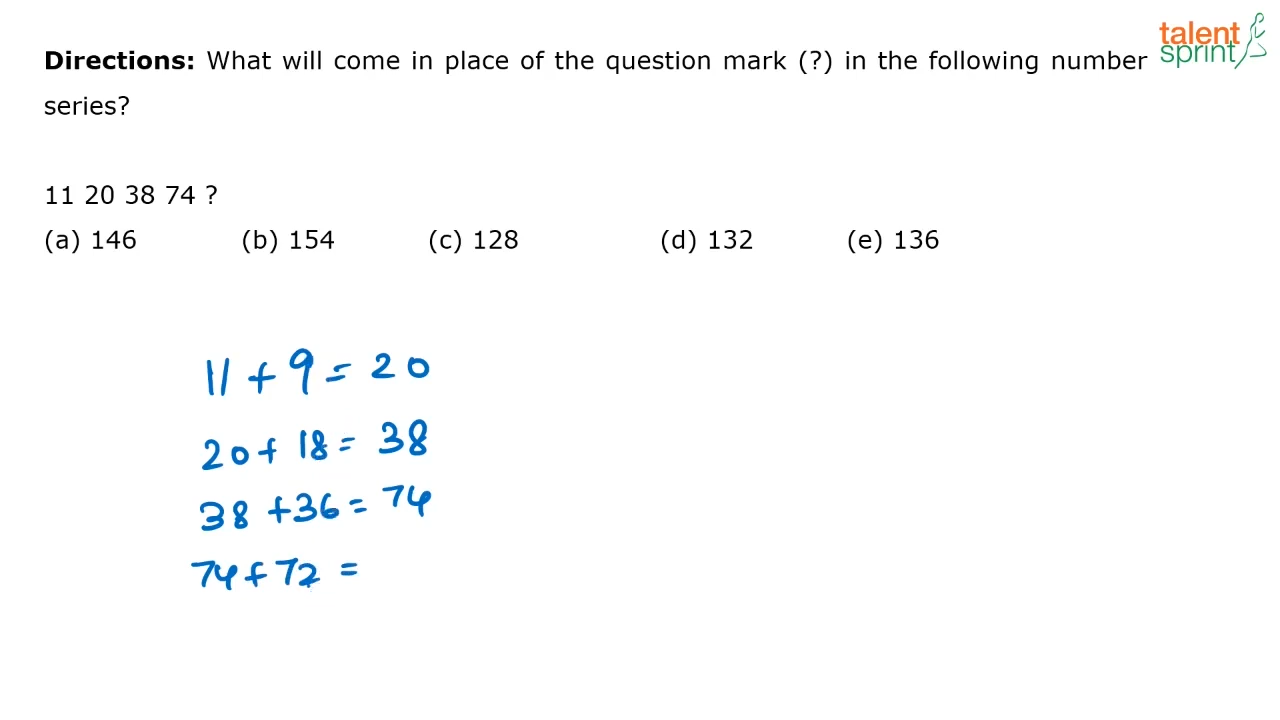 talent
sprint
Directions: What will come in place of the question mark (?) in the following number
series?
11 20 38 74 ?
(a) 146 (b) 154 (c) 128 (d) 132 (e) 136
11 + 9 = 20
20 + 18 = 38
38 + 36 = 74
74 + 72 =